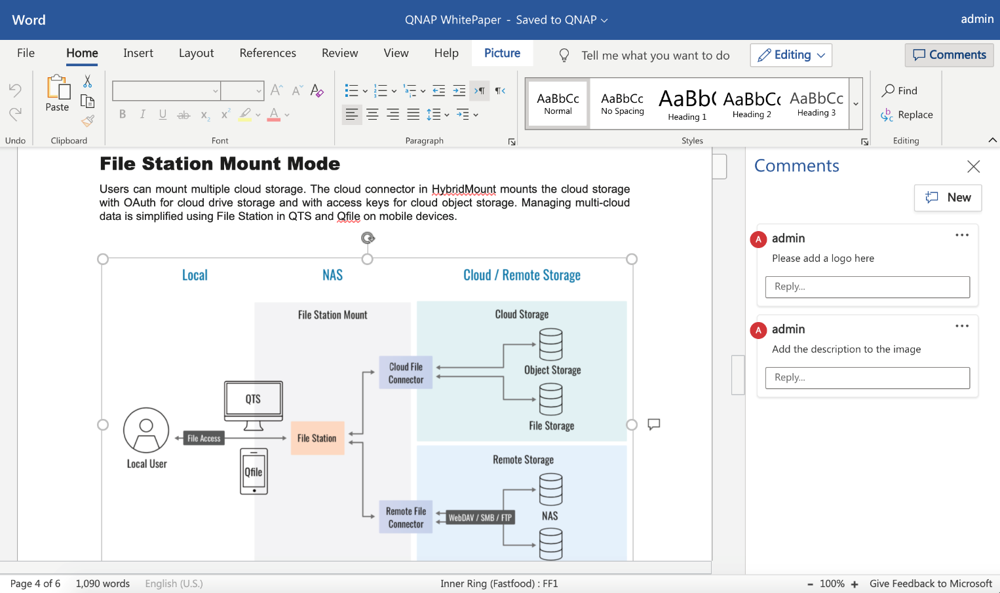 Word
QNAP WhitePaper - Saved to QNAP
admin
File Home Insert Layout References Review View Help Picture
Tell me what you want to do
Editing
Comments
Paste
Undo
Clipboard
B I U ab x₂ x² A
A A A
Font
Paragraph
AaBbCc
Normal
AaBbCc
No Spacing
AaBb(
Heading 1
AaBbCc
Heading 2
AaBbCc
Heading 3
Styles
Find
Replace
Editing
File Station Mount Mode
Users can mount multiple cloud storage. The cloud connector in HybridMount mounts the cloud storage
with OAuth for cloud drive storage and with access keys for cloud object storage. Managing multi-cloud
data is simplified using File Station in QTS and Qfile on mobile devices.
Local
NAS
Cloud / Remote Storage
File Station Mount
Cloud Storage
Cloud File
Connector
Object Storage
File Storage
QTS
File Access
File Station
Local User
Qfile
Remote Storage
Remote File
Connector
WebDAV / SMB / FTP
NAS
Comments
New
A
admin
Please add a logo here
Reply...
A
admin
Add the description to the image
Reply...
Page 4 of 6
1,090 words
English (U.S.)
Inner Ring (Fastfood) : FF1
- 100% +
Give Feedback to Microsoft